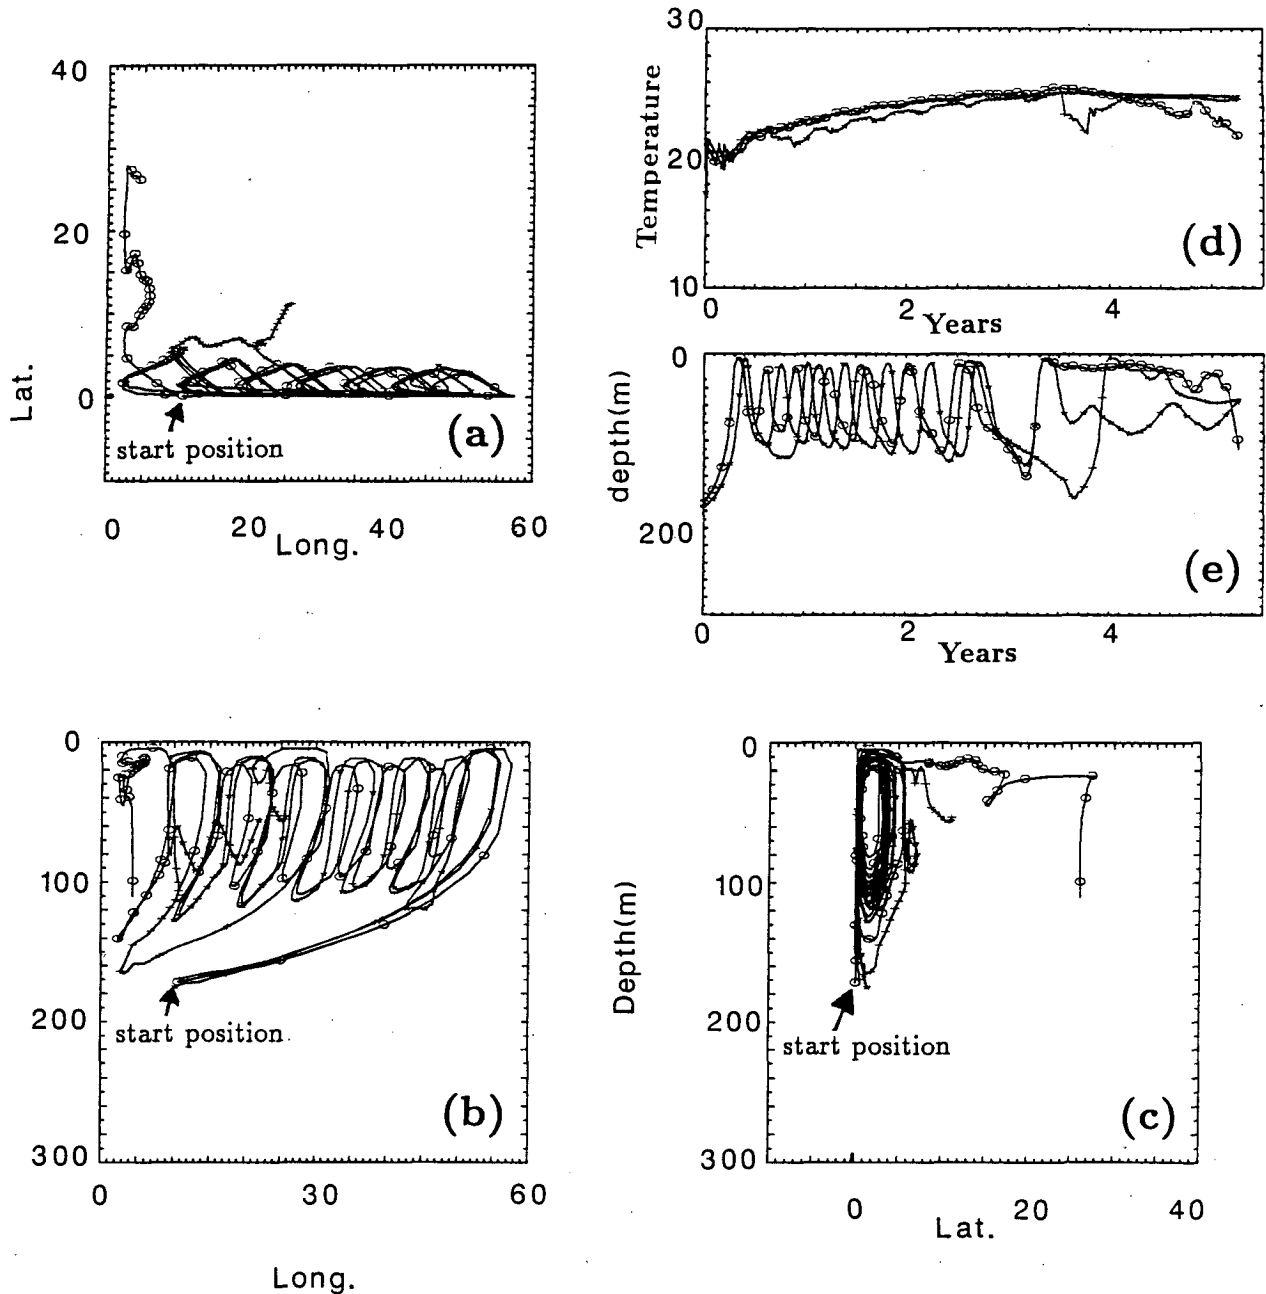 40
20
0
Lat.
start position
(a)
0 20 40 60
Long.
30
20
10
Temperature
(d)
0 2 4
Years
0
200
depth(m)
(e)
0 2 4
Years
0
100
200
300
start position
(b)
0 30 60
Long.
0
100
200
300
Depth(m)
start position
(c)
0 20 40
Lat.